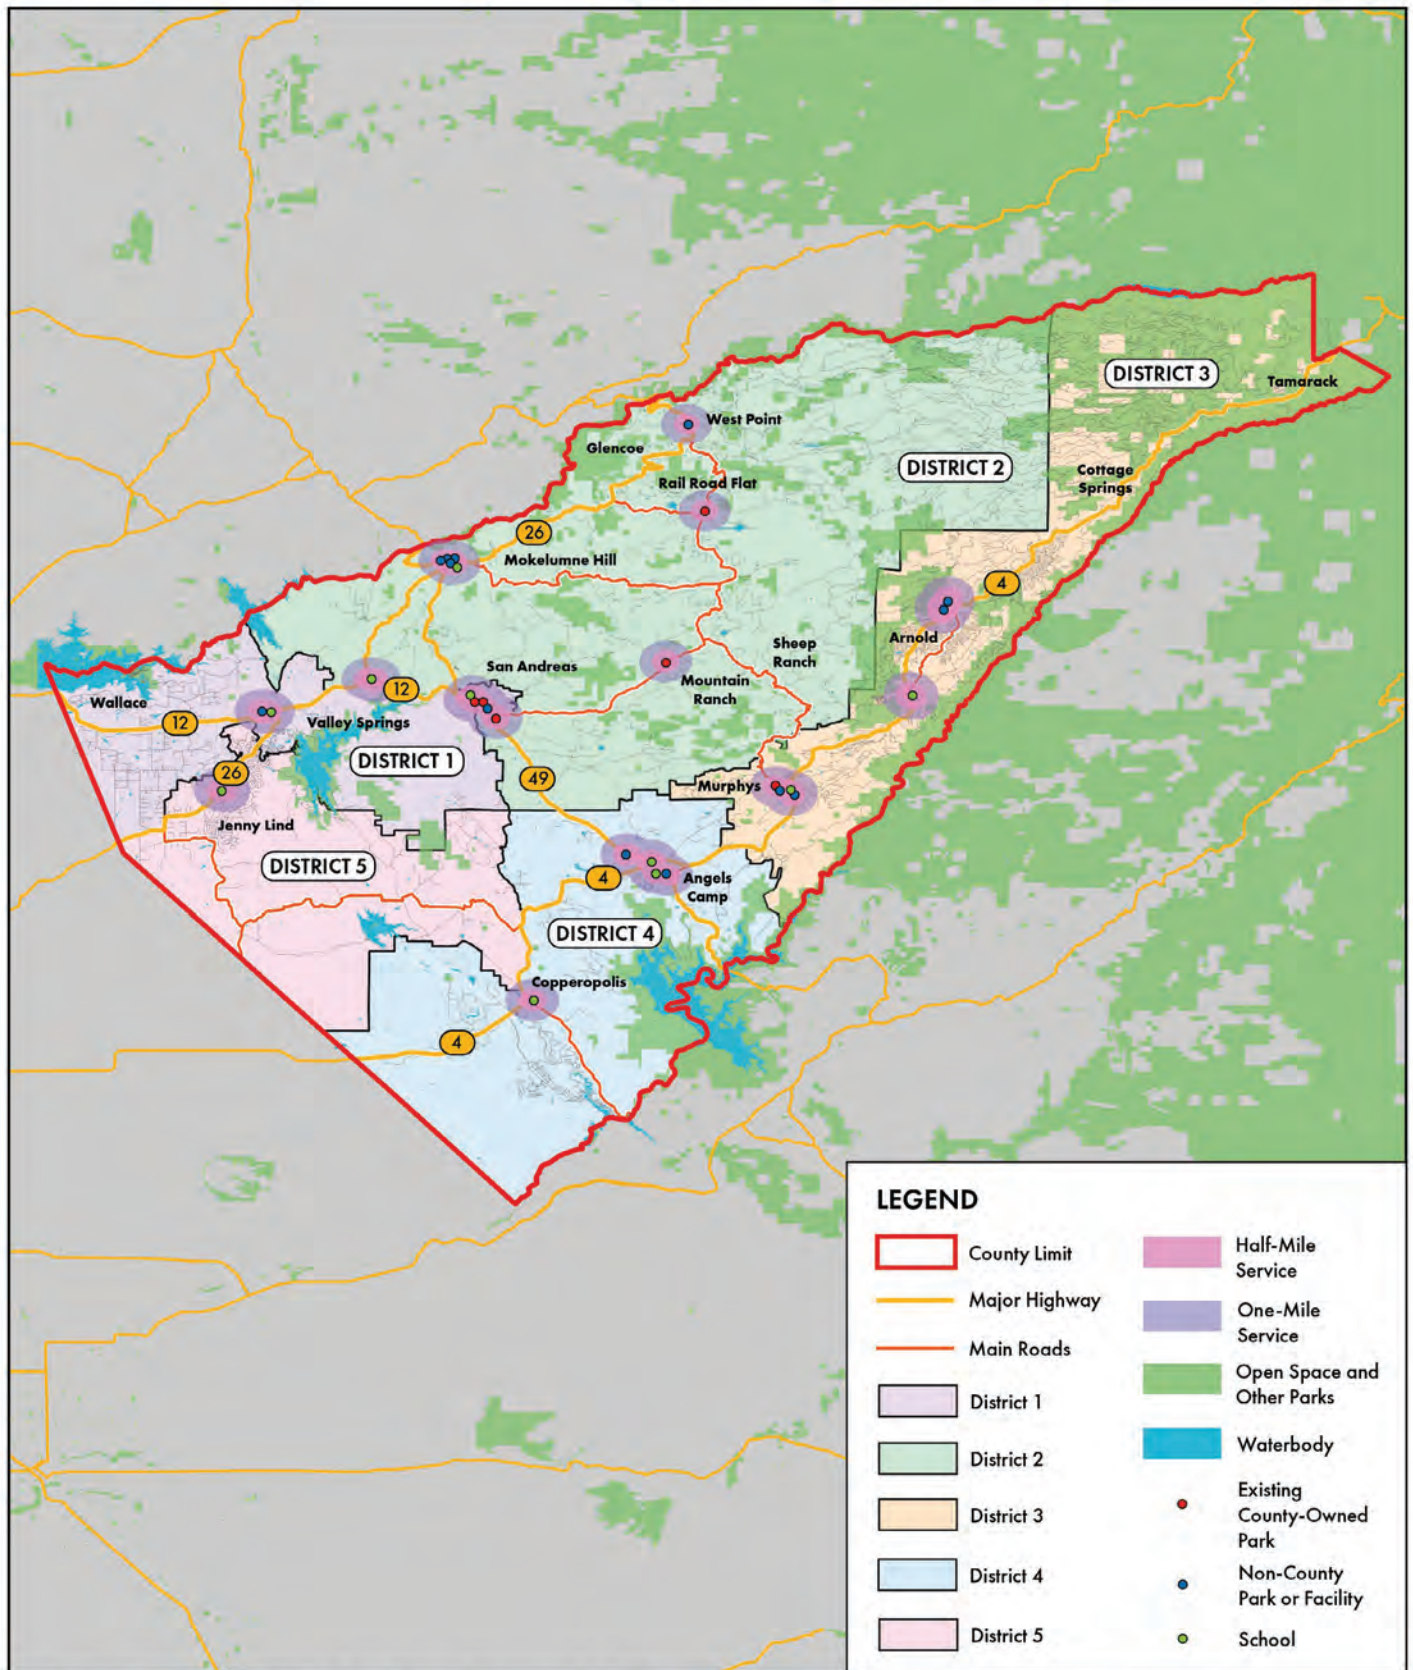 DISTRICT 3
Tamarack
West Point
Glencoe
DISTRICT 2
Cottage
Springs
Rail Road Flat
26
Mokelumne Hill
4
Arnold
Sheep
Ranch
San Andreas
Mountain
Ranch
12
Wallace
12
Valley Springs
DISTRICT 1
26
49
Murphys
Jenny Lind
DISTRICT 5
4
Angels
Camp
DISTRICT 4
Copperopolis
4
LEGEND
County Limit
Major Highway
Main Roads
District 1
District 2
District 3
District 4
District 5
Half-Mile
Service
One-Mile
Service
Open Space and
Other Parks
Waterbody
Existing
County-Owned
Park
Non-County
Park or Facility
School